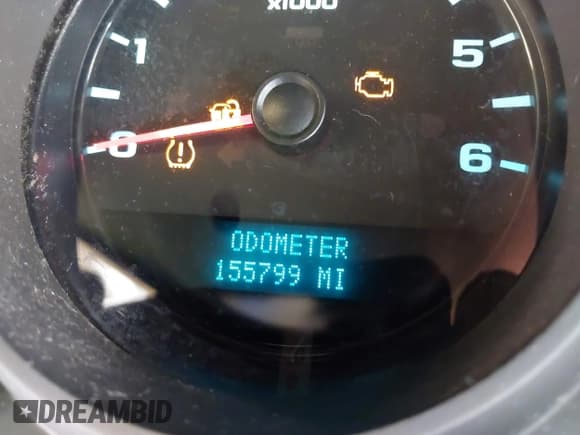 x1000
1
5
0
6
ODOMETER
155799 MI
DREAMBID